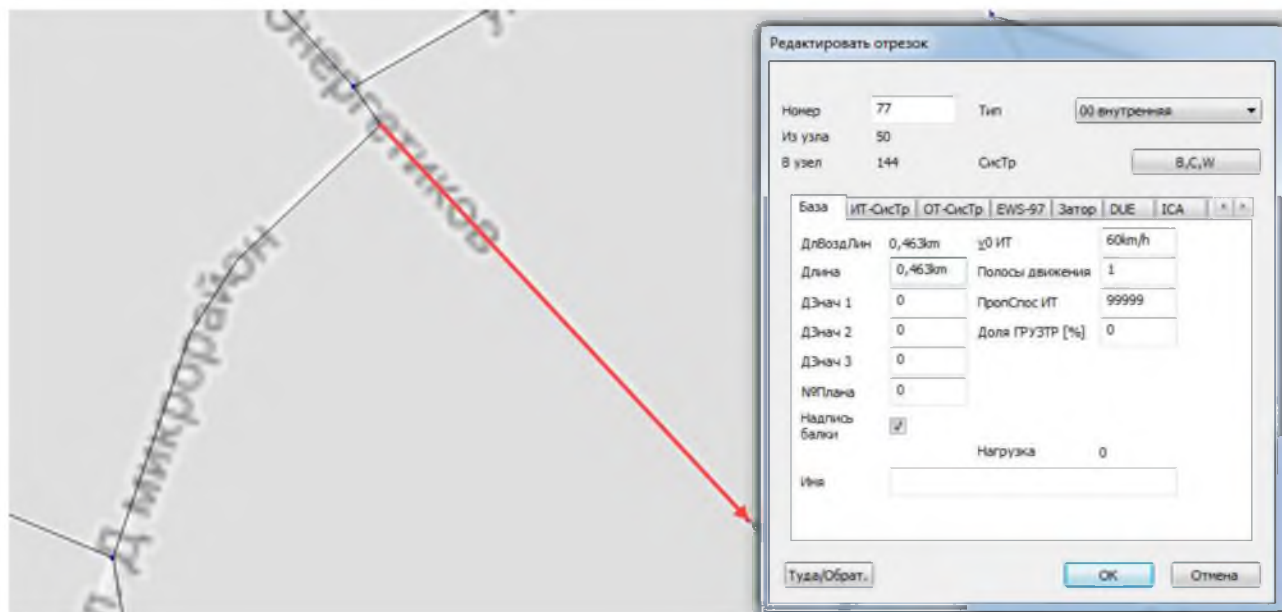 Энергетиков
Д микрорайон
Редактировать отрезок
Номер 77 Тип 00 внутренняя
Из узла 50
В узел 144 СисТр B,C,W
База ИТ-СисТр ОТ-СисТр EWS-97 Затор DUE ICA
ДлВоздЛин 0,463km v0 ИТ 60km/h
Длина 0,463km Полосы движения 1
ДЗнач 1 0 ПропСпос ИТ 99999
ДЗнач 2 0 Доля ГРУЗТР [%] 0
ДЗнач 3 0
№Плана 0
Надпись
балки
Нагрузка 0
Имя
Туда/Обрат. OK Отмена